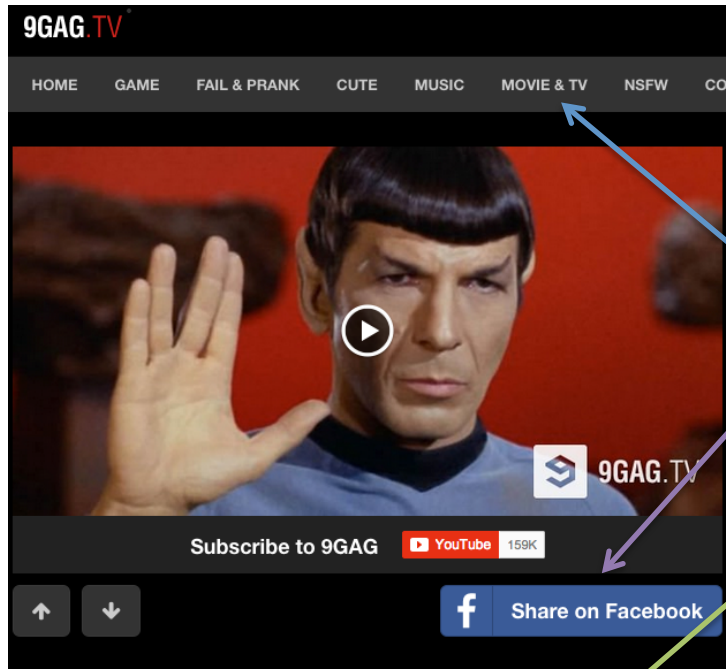 9GAG.TV
HOME GAME FAIL & PRANK CUTE MUSIC MOVIE & TV NSFW CO
9GAG.TV
Subscribe to 9GAG YouTube 159K
f Share on Facebook